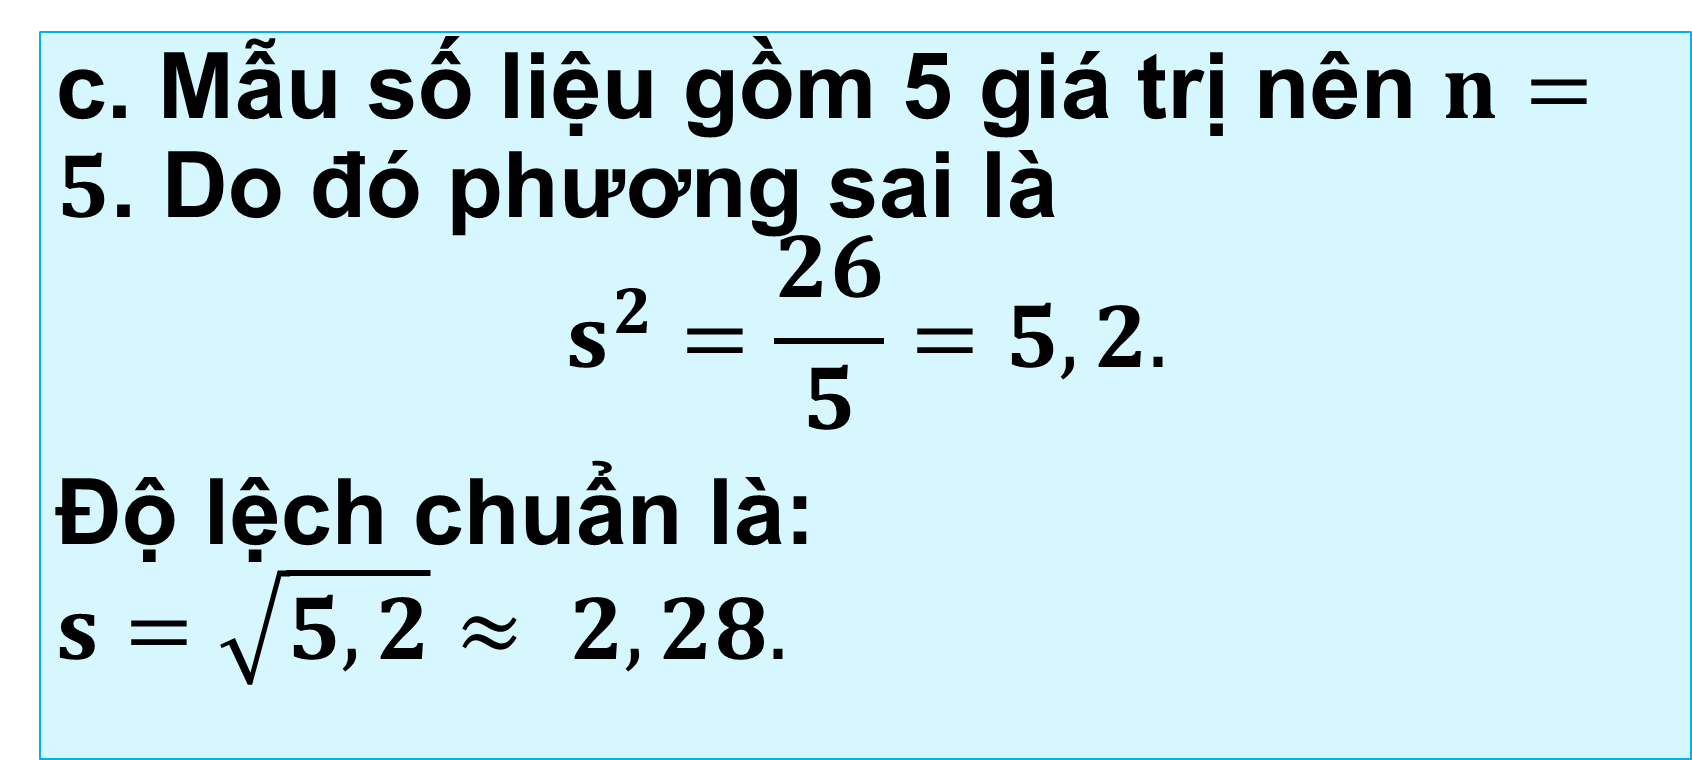 c. Mẫu số liệu gồm 5 giá trị nên n =
5. Do đó phương sai là
s² = 26/5 = 5,2.
Độ lệch chuẩn là:
s = √5,2 ≈ 2,28.